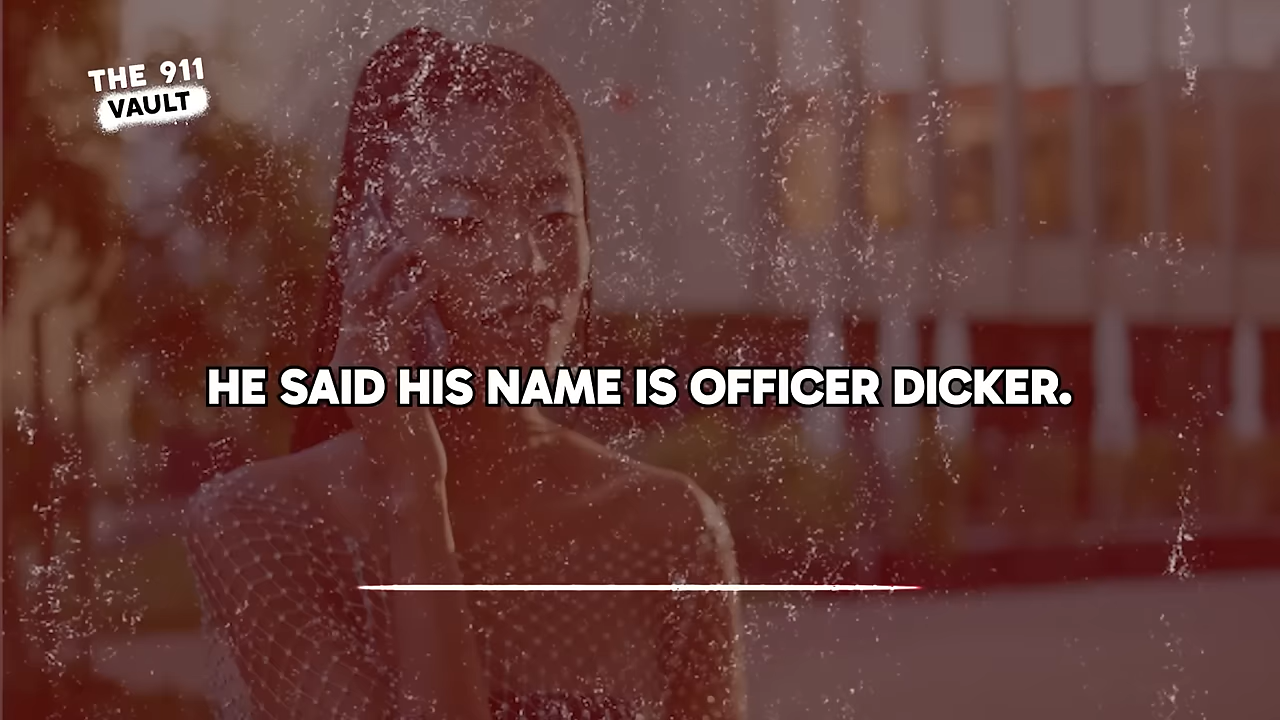 THE 911
VAULT
HE SAID HIS NAME IS OFFICER DICKER.